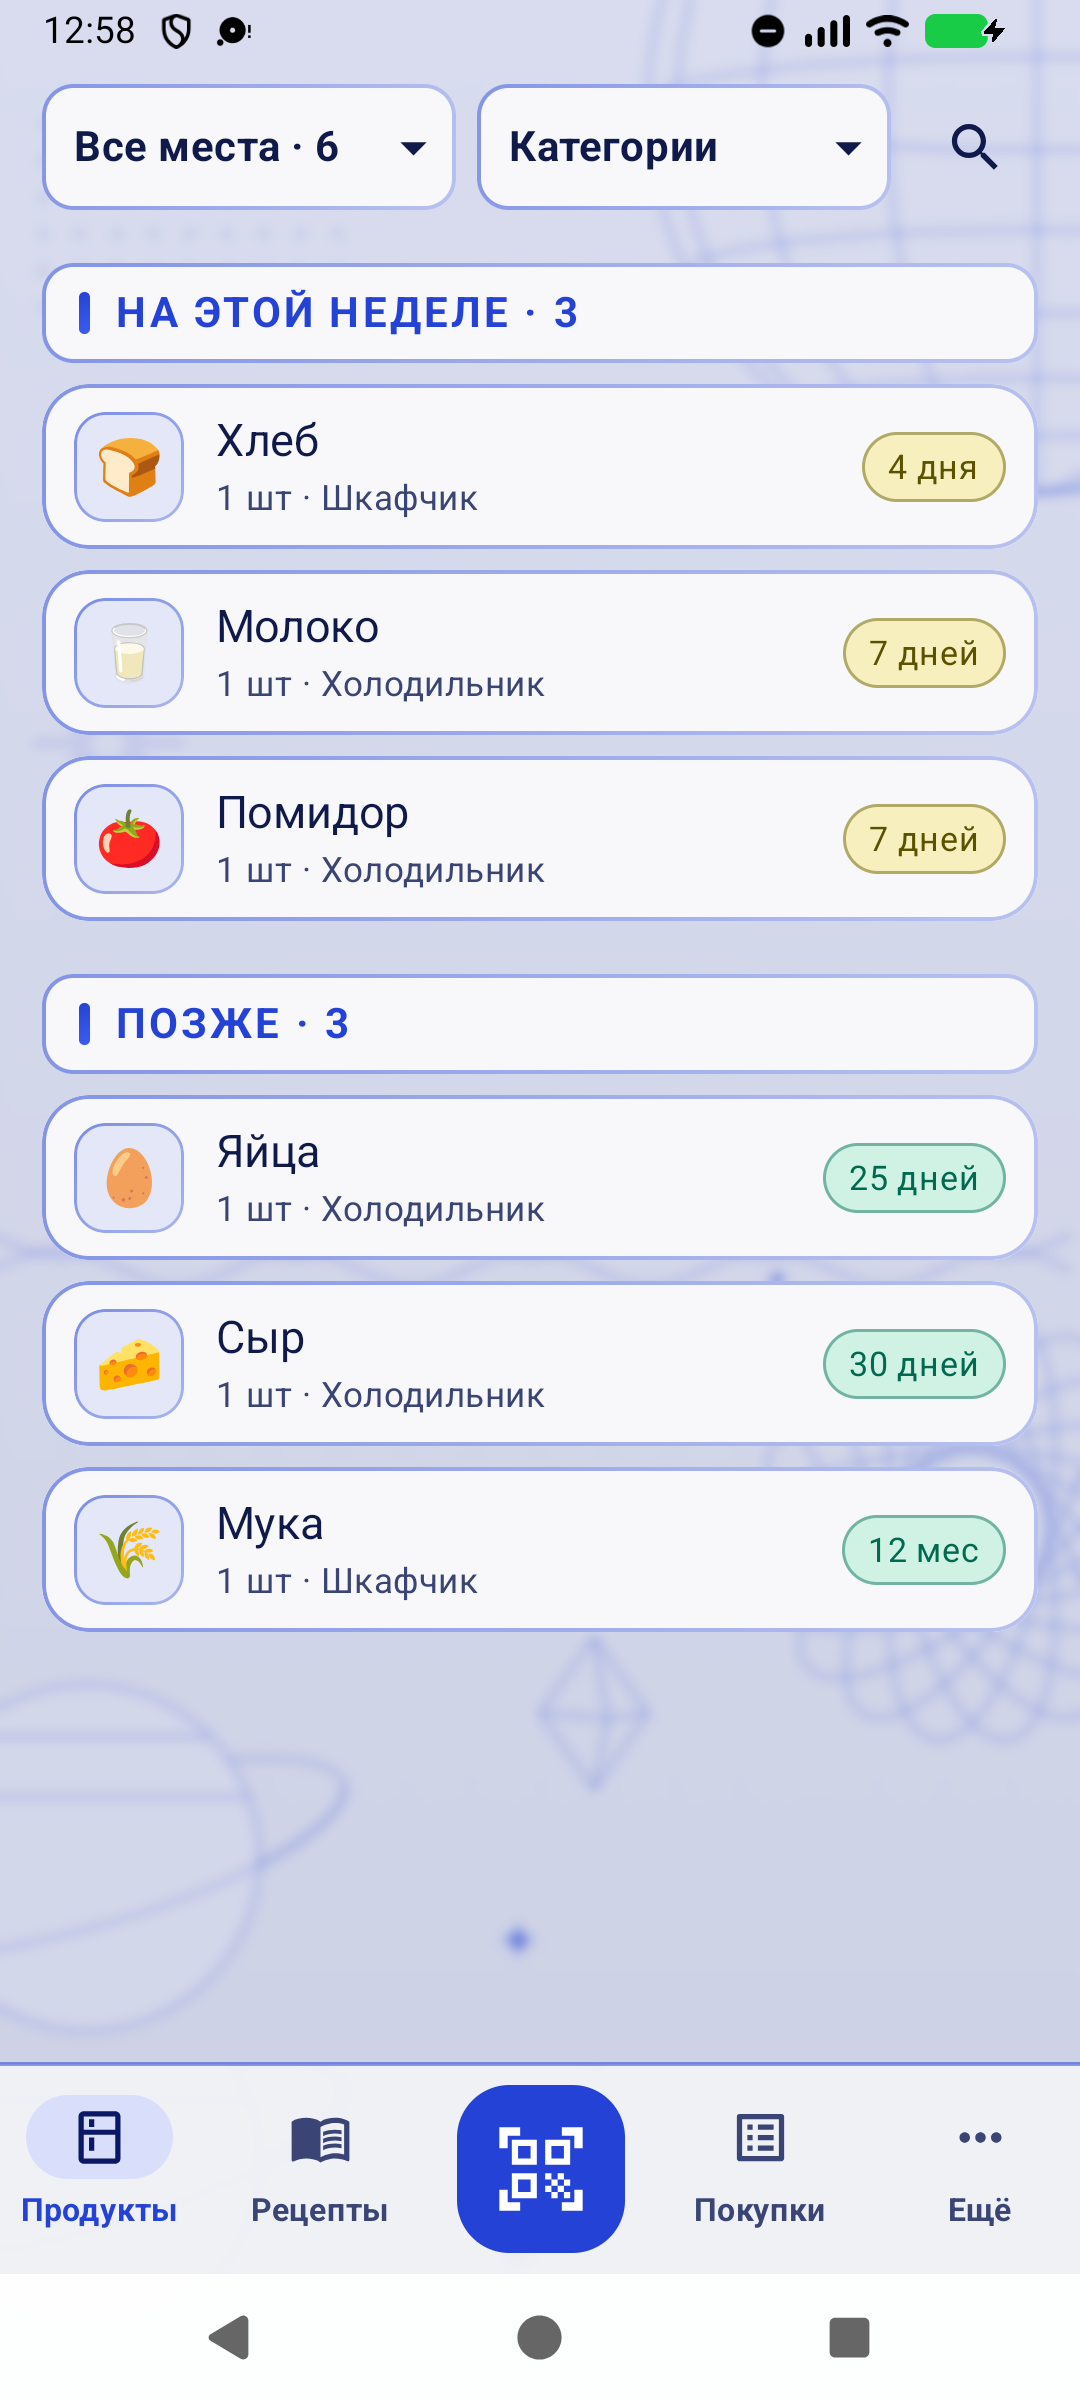 12:58
Все места · 6
Категории
НА ЭТОЙ НЕДЕЛЕ · 3
Хлеб
1 шт · Шкафчик
4 дня
Молоко
1 шт · Холодильник
7 дней
Помидор
1 шт · Холодильник
7 дней
ПОЗЖЕ · 3
Яйца
1 шт · Холодильник
25 дней
Сыр
1 шт · Холодильник
30 дней
Мука
1 шт · Шкафчик
12 мес
Продукты
Рецепты
Покупки
Ещё